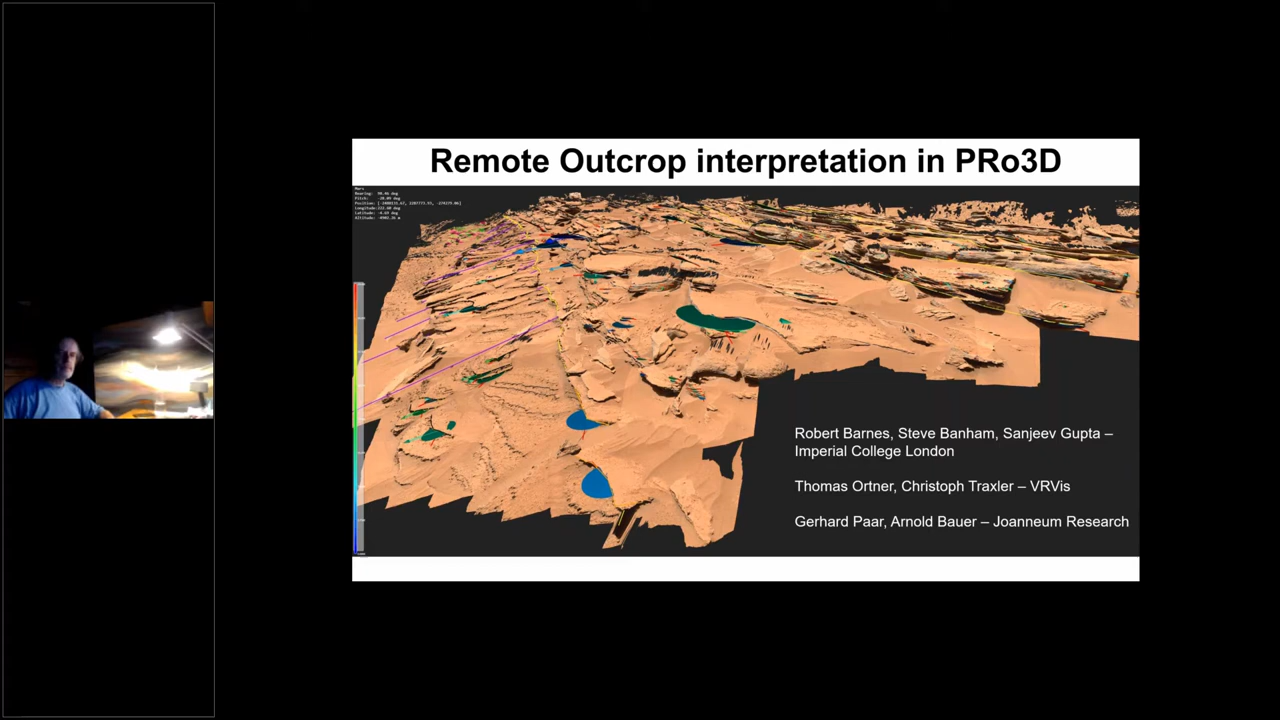 Remote Outcrop interpretation in PRo3D
Mars
Robert Barnes, Steve Banham, Sanjeev Gupta –
Imperial College London
Thomas Ortner, Christoph Traxler – VRVis
Gerhard Paar, Arnold Bauer – Joanneum Research